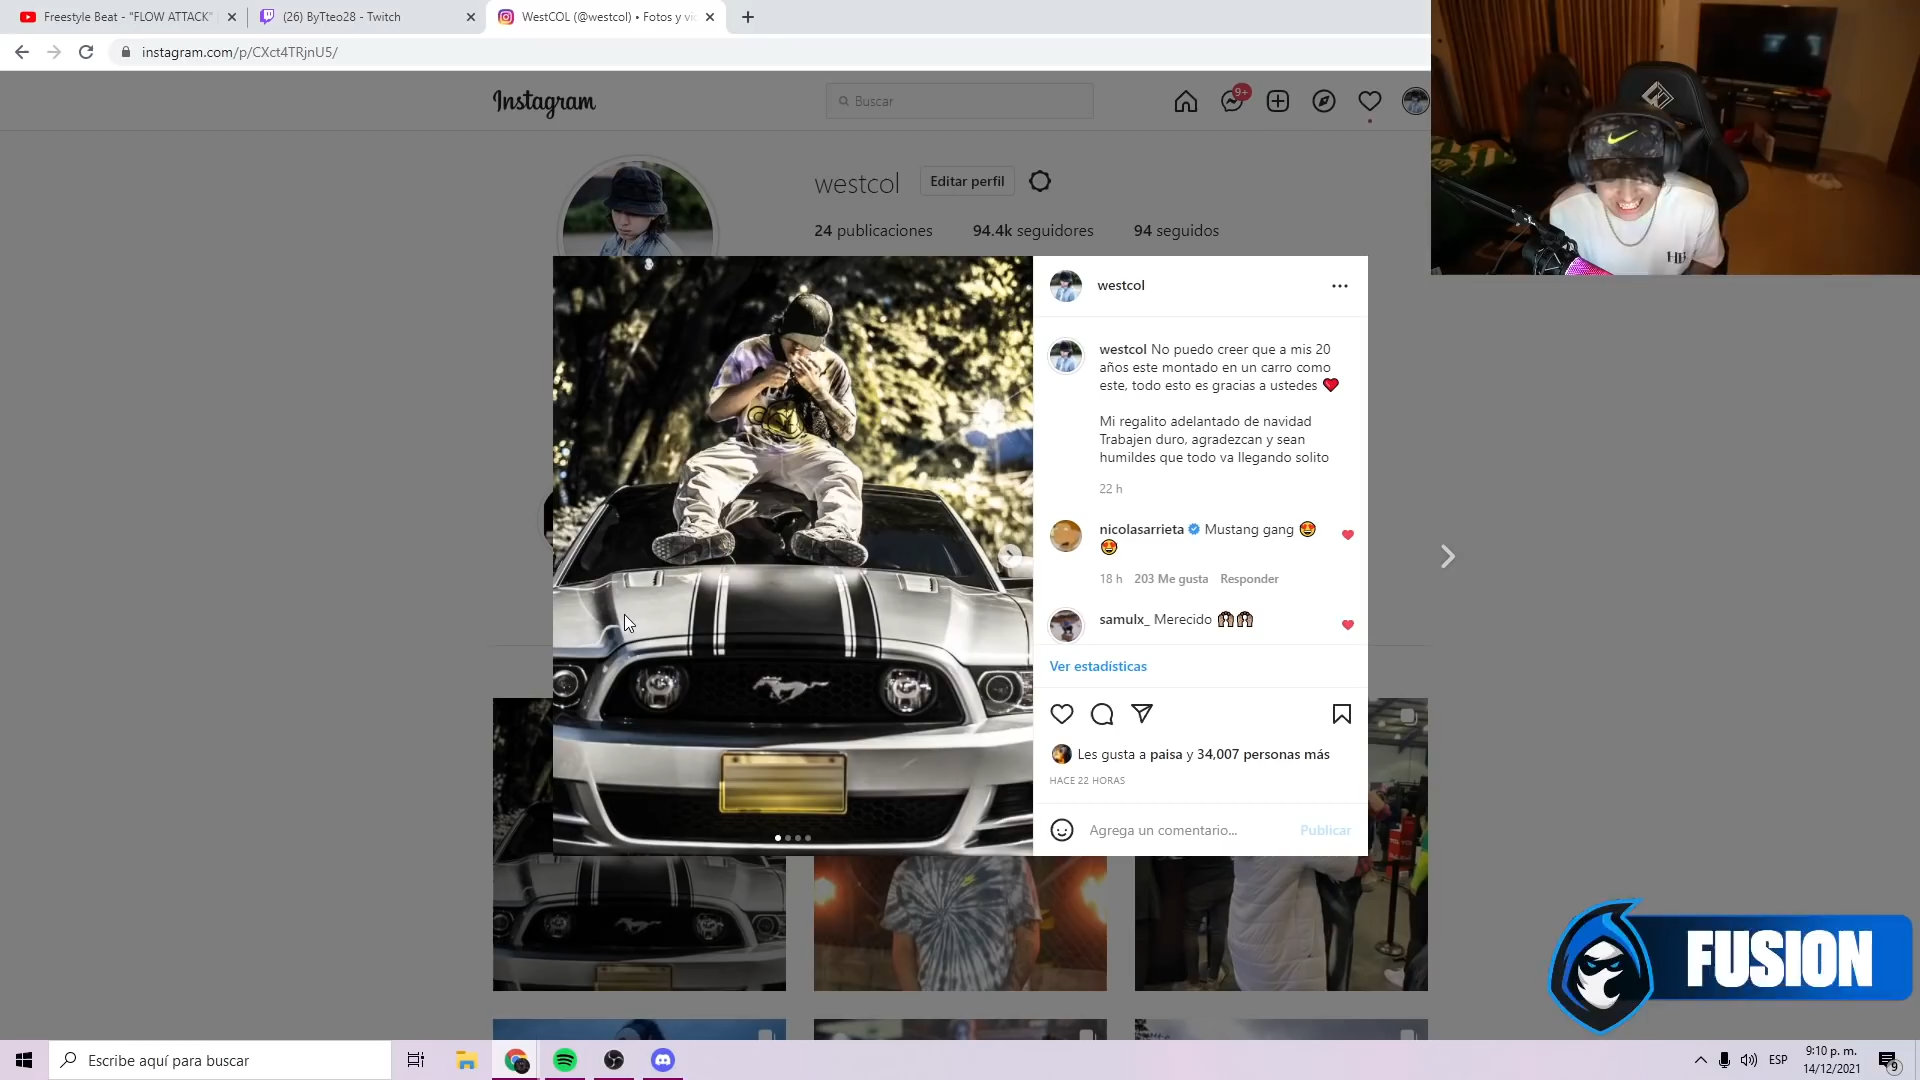 Freestyle Beat - "FLOW ATTACK"
(26) ByTteo28 - Twitch
WestCOL (@westcol) • Fotos y vi
instagram.com/p/CXct4TRjnU5/
Instagram
Buscar
9+
westcol
Editar perfil
24 publicaciones
94.4k seguidores
94 seguidos
westcol
westcol No puedo creer que a mis 20
años este montado en un carro como
este, todo esto es gracias a ustedes ❤️
Mi regalito adelantado de navidad
Trabajen duro, agradezcan y sean
humildes que todo va llegando solito
22 h
nicolasarrieta Mustang gang 😍
😍
18 h 203 Me gusta Responder
samulx_ Merecido
Ver estadísticas
Les gusta a paisa y 34,007 personas más
HACE 22 HORAS
Agrega un comentario...
Publicar
FUSION
Escribe aquí para buscar
ESP
9:10 p. m.
14/12/2021
9